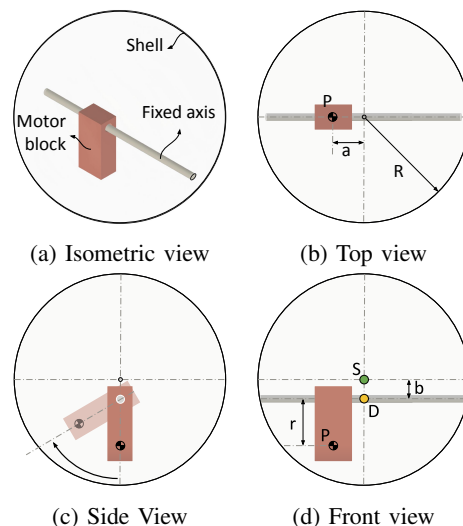 Shell
Fixed axis
Motor
block
(a) Isometric view
P
a
R
(b) Top view
(c) Side View
S
b
D
r
P
(d) Front view